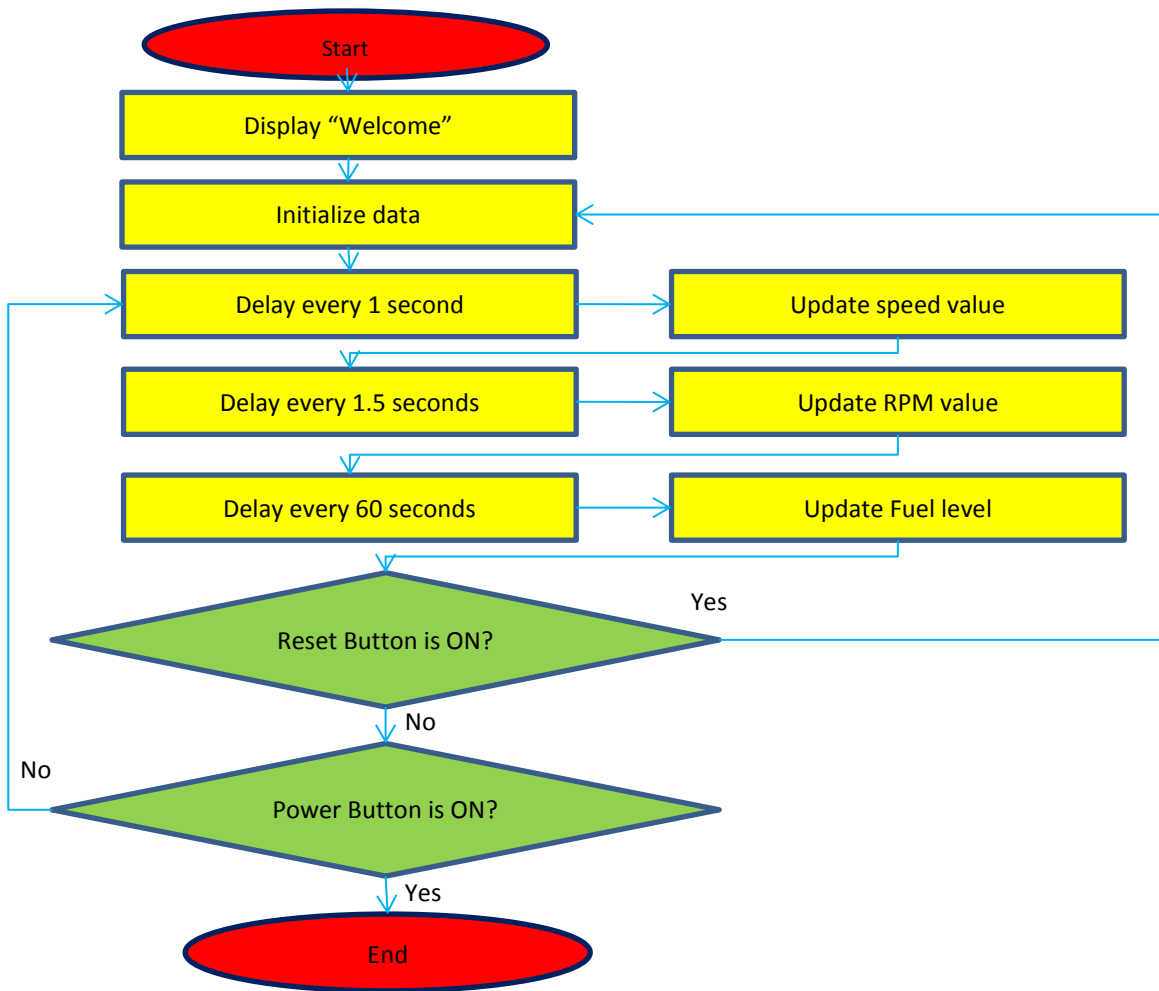 Start
Display “Welcome”
Initialize data
Delay every 1 second
Update speed value
Delay every 1.5 seconds
Update RPM value
Delay every 60 seconds
Update Fuel level
Yes
Reset Button is ON?
No
No
Power Button is ON?
Yes
End